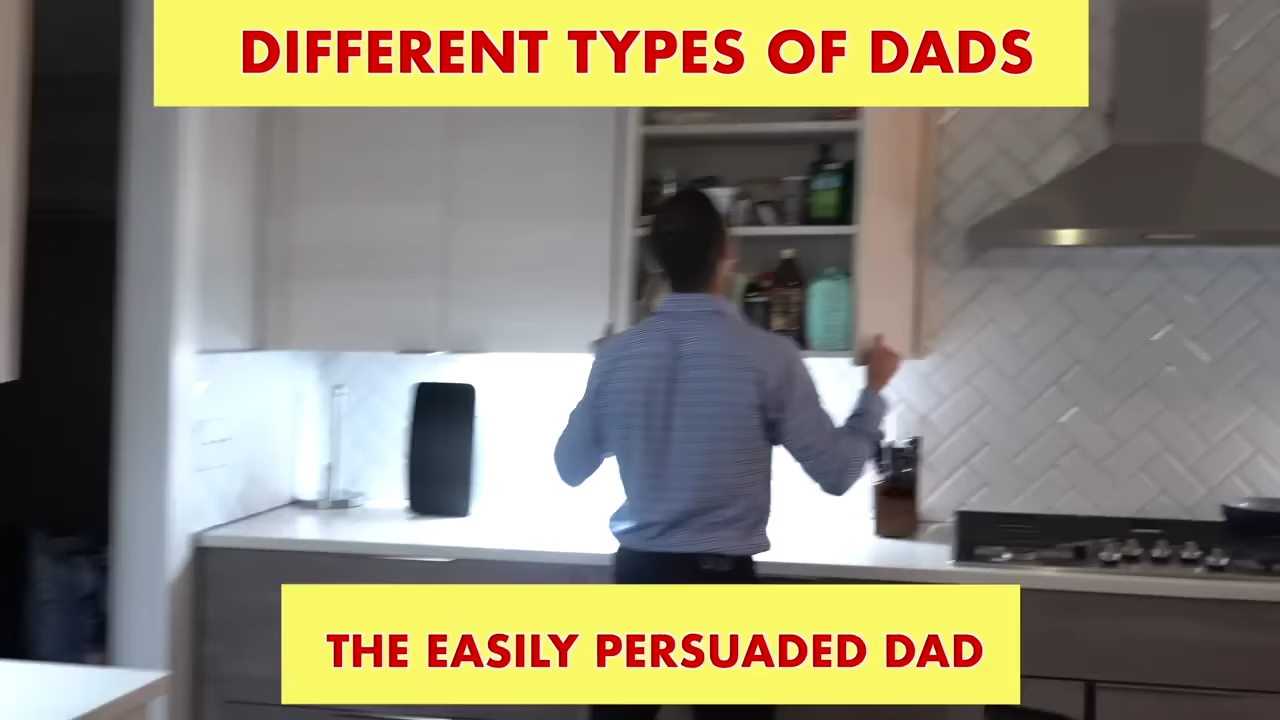 DIFFERENT TYPES OF DADS
THE EASILY PERSUADED DAD